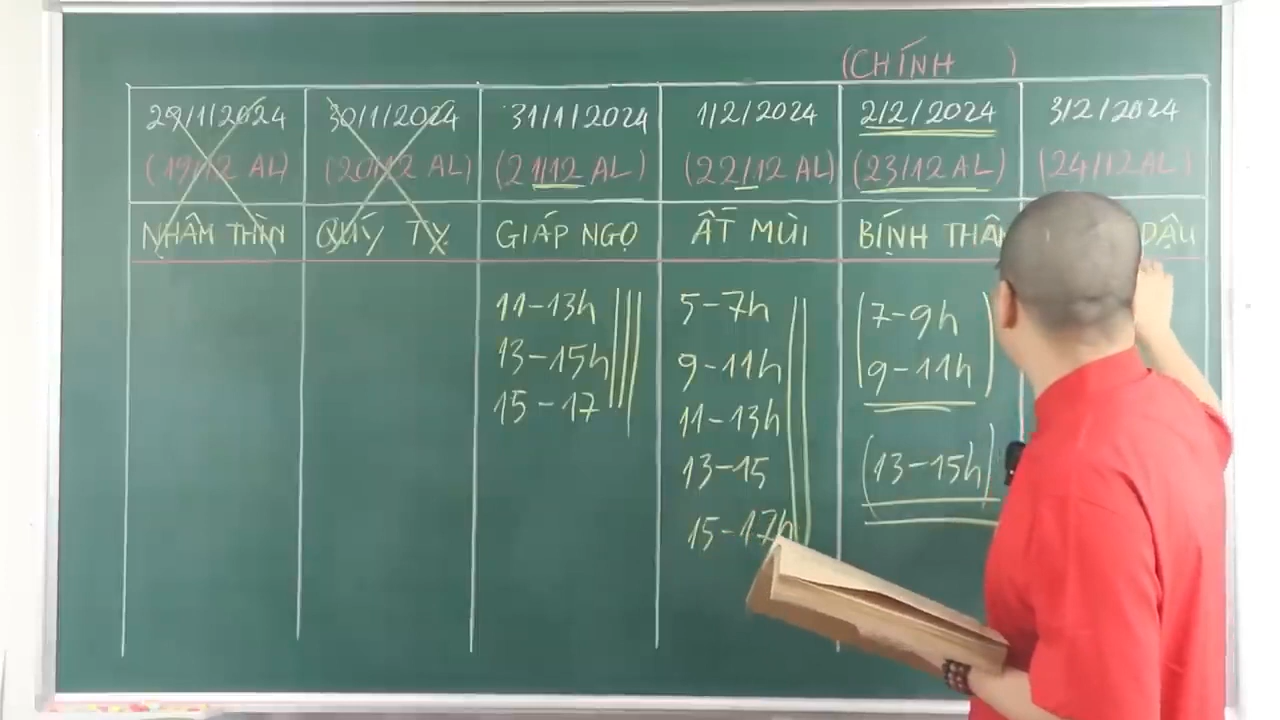 (CHÍNH )
29/1/2024
(19/12 AL)
NHÂM THÌN
30/1/2024
(20/12 AL)
QUÝ TỴ
31/1/2024
(21/12 AL)
GIÁP NGỌ
11-13h
13-15h
15-17
1/2/2024
(22/12 AL)
ẤT MÙI
5-7h
9-11h
11-13h
13-15
15-17h
2/2/2024
(23/12 AL)
BÍNH THÂN
(7-9h
9-11h)
(13-15h)
3/2/2024
(24/12 AL)
DẬU